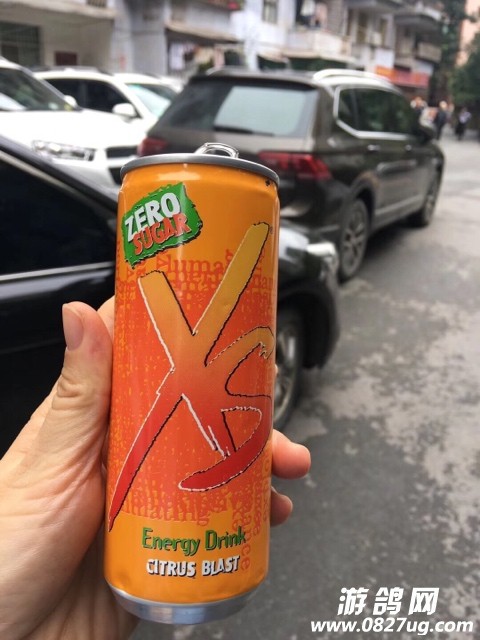 ZERO
SUGAR
XS
Energy Drink
CITRUS BLAST
游鸽网
www.0827ug.com